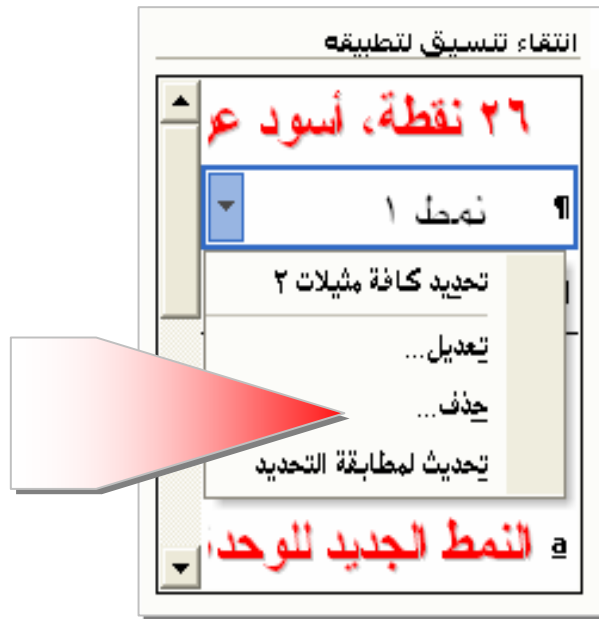 انتقاء تنسيق لتطبيقه
٢٦ نقطة، أسود
¶ نمط ١
تحديد كافة مثيلات ٢
تعديل...
حذف...
تحديث لمطابقة التحديد
a النمط الجديد للوحدة